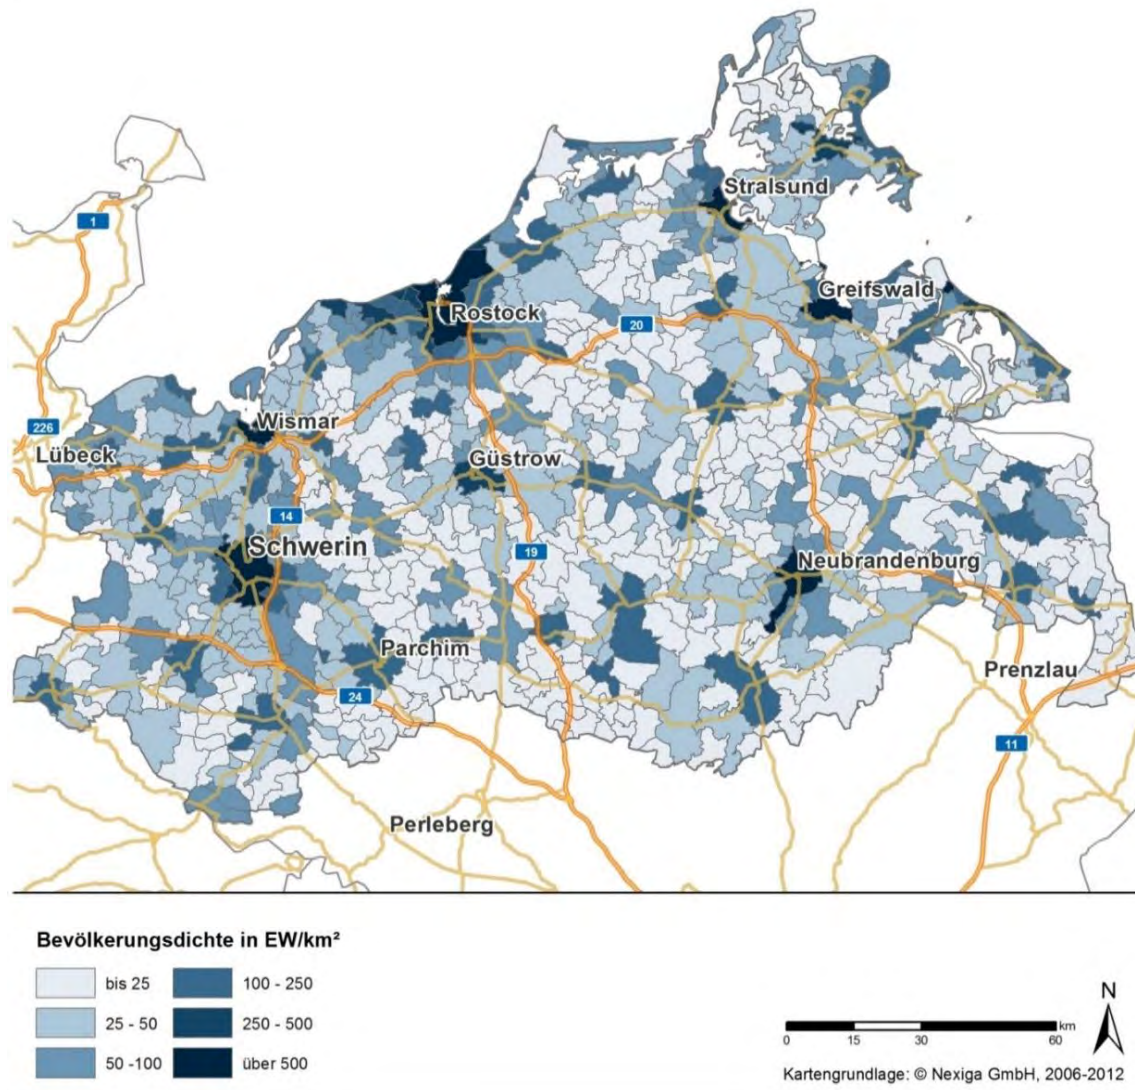 Stralsund
1
Greifswald
Rostock
20
Wismar
226
Lübeck
Güstrow
14
Schwerin
19
Neubrandenburg
Parchim
Prenzlau
24
11
Perleberg
Bevölkerungsdichte in EW/km²
bis 25
100 - 250
25 - 50
250 - 500
50 -100
über 500
N
km
0 15 30 60
Kartengrundlage: © Nexiga GmbH, 2006-2012